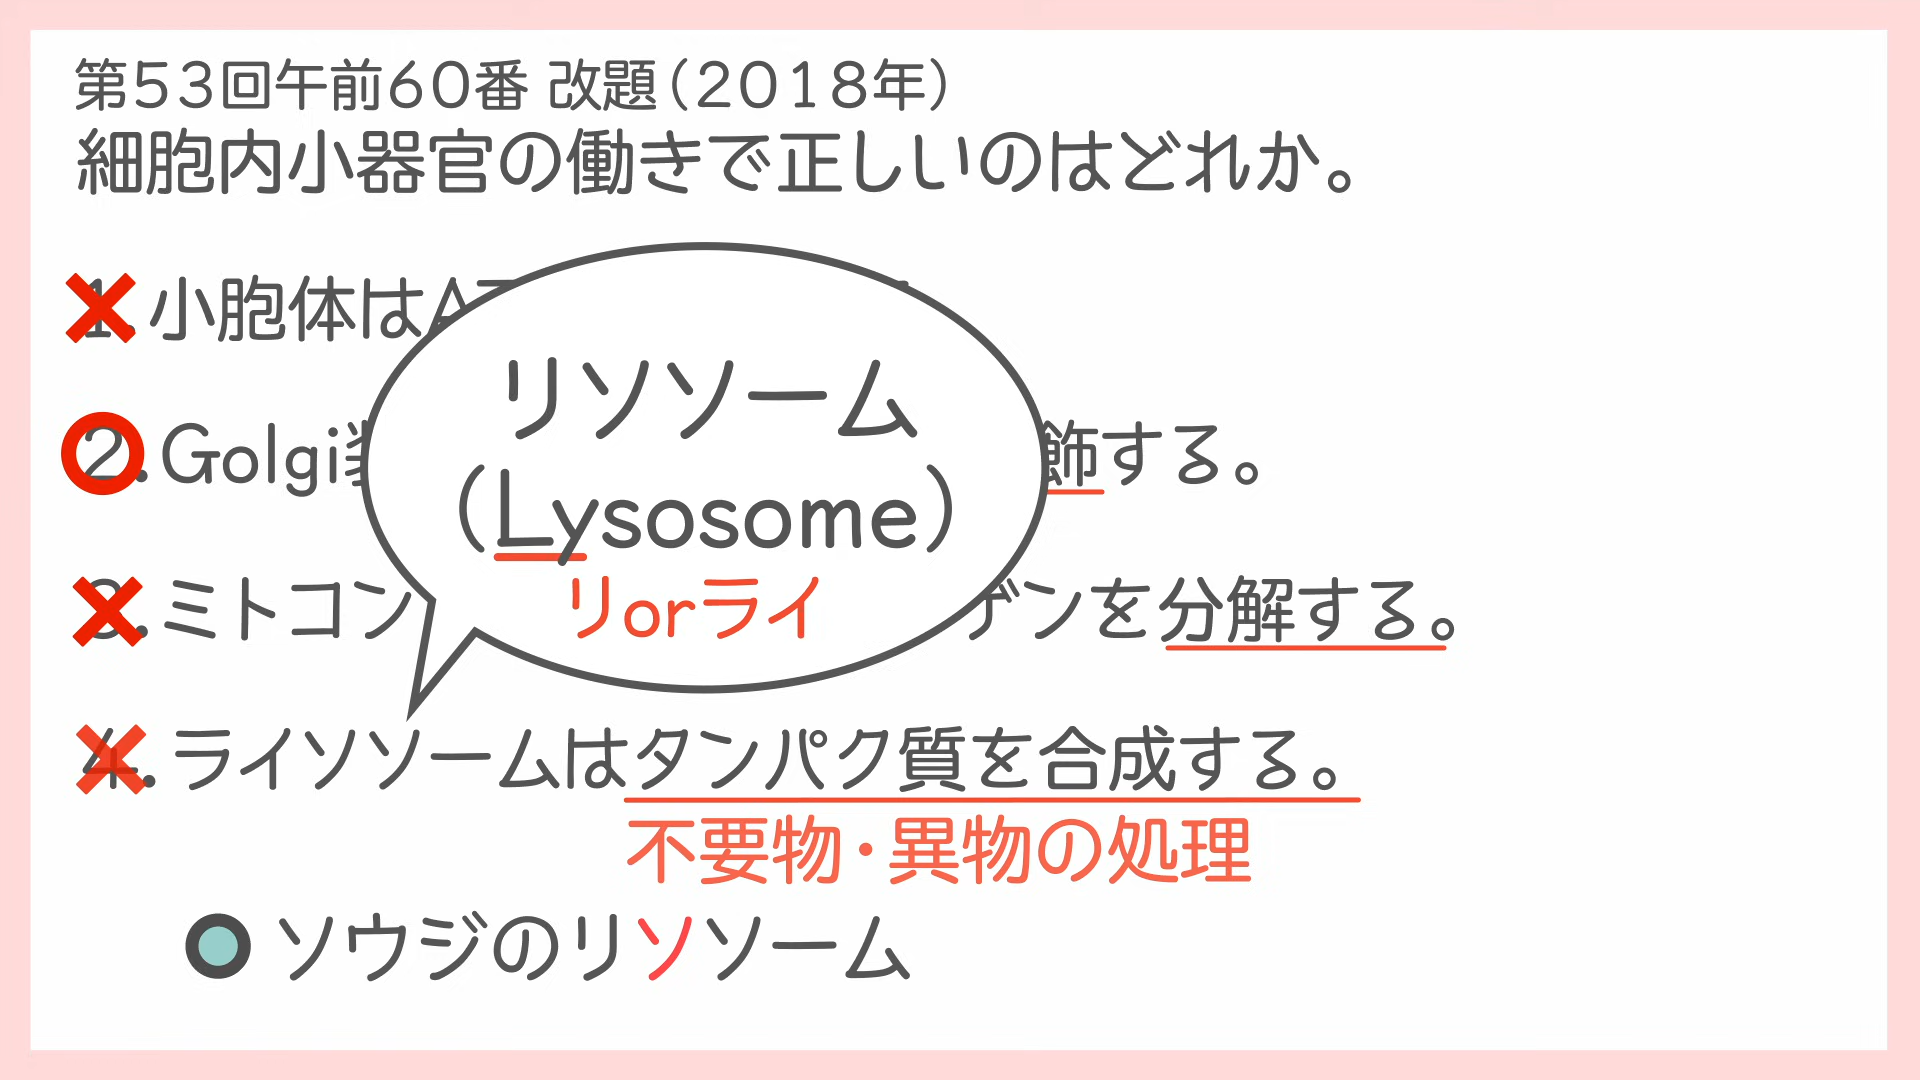 第53回午前60番 改題（2018年）
細胞内小器官の働きで正しいのはどれか。
1.小胞体は
2.Golgi
飾する。
3.ミトコン
ゲンを分解する。
4.ライソソームはタンパク質を合成する。
リソソーム
（Lysosome）
リorライ
不要物・異物の処理
ソウジのリソソーム